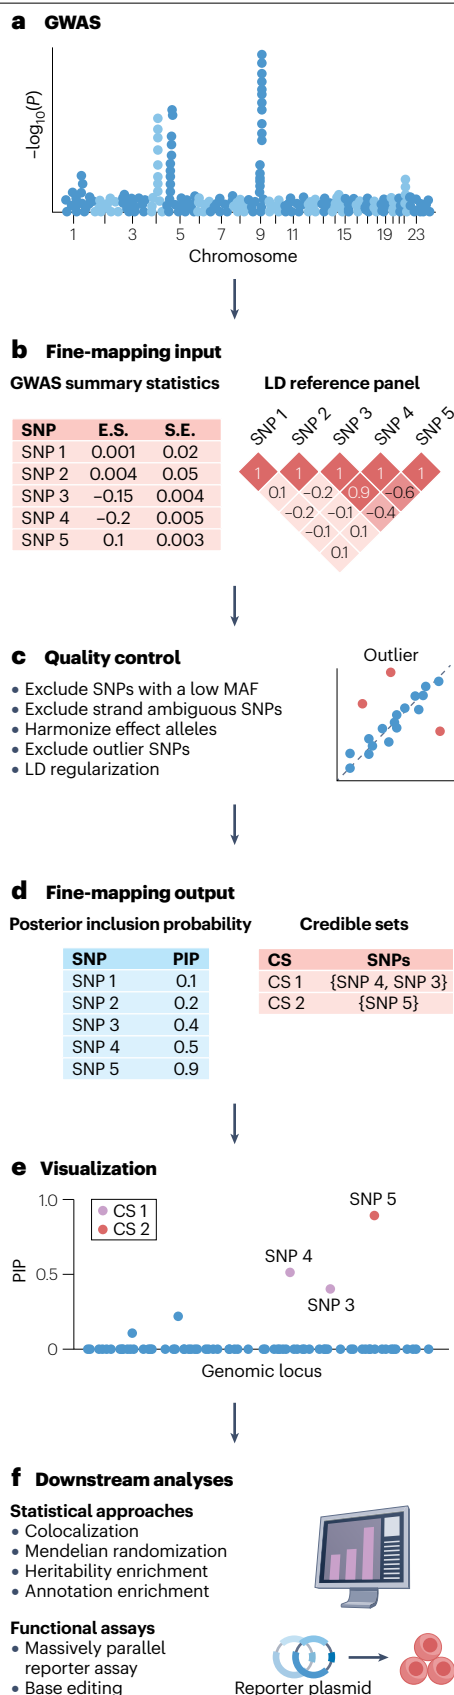 a GWAS
−log10(P)
1 3 5 7 9 11 15 19 23
Chromosome
b Fine-mapping input
GWAS summary statistics
SNP E.S. S.E.
SNP 1 0.001 0.02
SNP 2 0.004 0.05
SNP 3 −0.15 0.004
SNP 4 −0.2 0.005
SNP 5 0.1 0.003
LD reference panel
SNP 1 SNP 2 SNP 3 SNP 4 SNP 5
1 1 1 1 1
0.1 −0.2 0.9 −0.6
−0.2 −0.1 −0.4
−0.1 0.1
0.1
c Quality control
• Exclude SNPs with a low MAF
• Exclude strand ambiguous SNPs
• Harmonize effect alleles
• Exclude outlier SNPs
• LD regularization
Outlier
d Fine-mapping output
Posterior inclusion probability
SNP PIP
SNP 1 0.1
SNP 2 0.2
SNP 3 0.4
SNP 4 0.5
SNP 5 0.9
Credible sets
CS SNPs
CS 1 {SNP 4, SNP 3}
CS 2 {SNP 5}
e Visualization
1.0
0.5
0
PIP
CS 1
CS 2
SNP 5
SNP 4
SNP 3
Genomic locus
f Downstream analyses
Statistical approaches
• Colocalization
• Mendelian randomization
• Heritability enrichment
• Annotation enrichment
Functional assays
• Massively parallel
reporter assay
• Base editing
Reporter plasmid